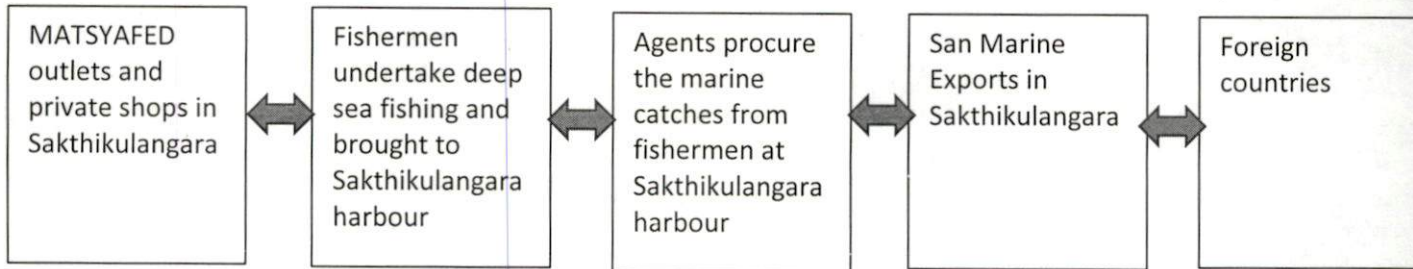 MATSYAFED
outlets and
private shops in
Sakthikulangara
Fishermen
undertake deep
sea fishing and
brought to
Sakthikulangara
harbour
Agents procure
the marine
catches from
fishermen at
Sakthikulangara
harbour
San Marine
Exports in
Sakthikulangara
Foreign
countries